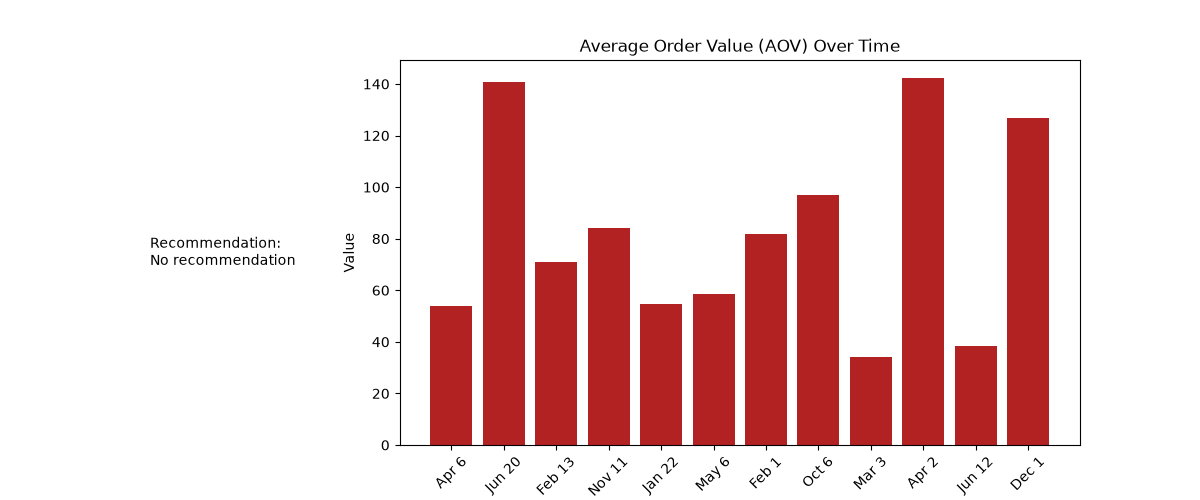 Average Order Value (AOV) Over Time
Recommendation:
No recommendation
Value
140
120
100
80
60
40
20
0
Apr 6
Jun 20
Feb 13
Nov 11
Jan 22
May 6
Feb 1
Oct 6
Mar 3
Apr 2
Jun 12
Dec 1